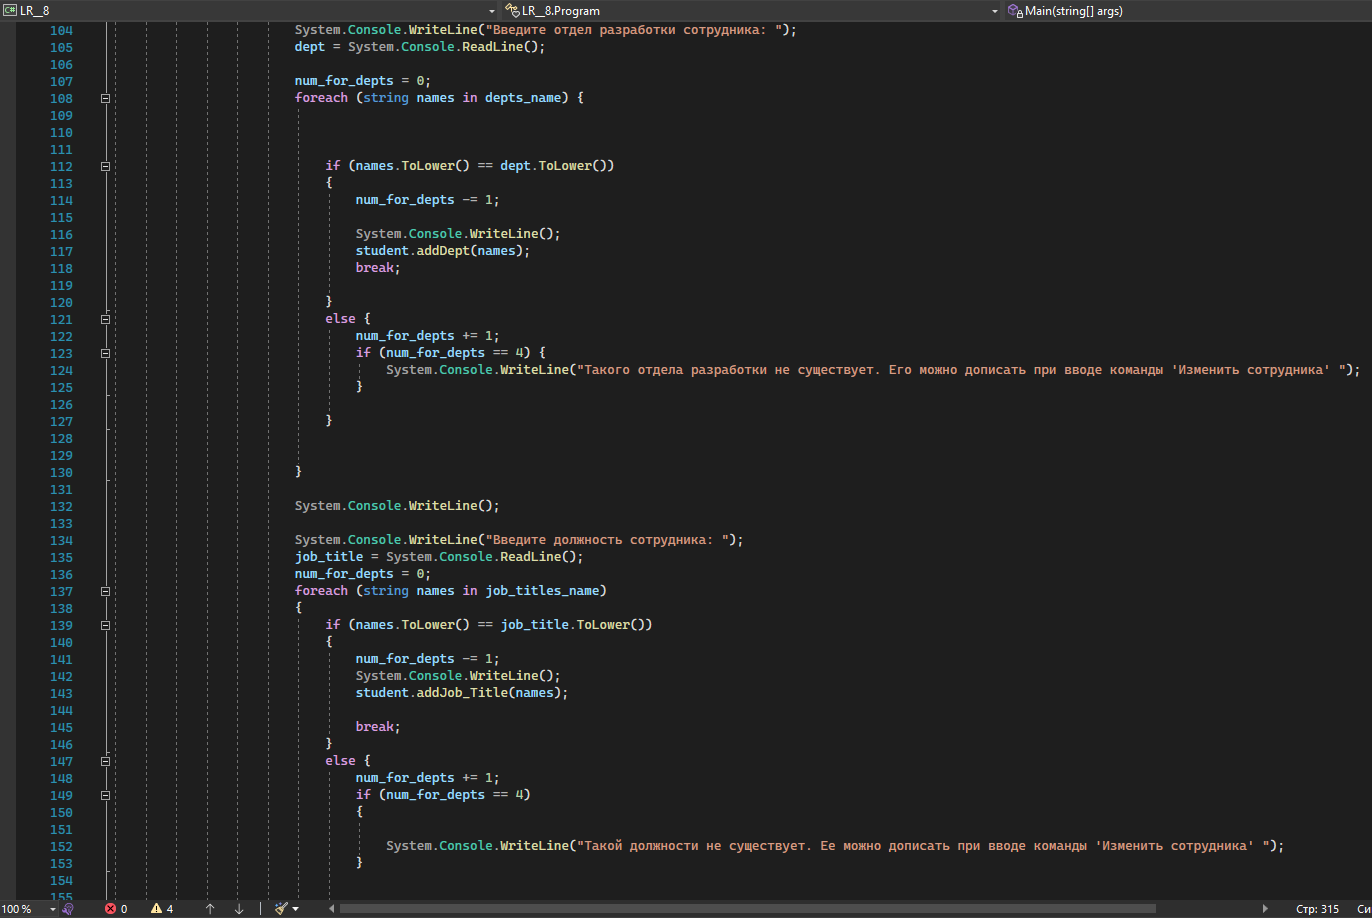 C# LR__8 LR__8.Program Main(string[] args)
104 System.Console.WriteLine("Введите отдел разработки сотрудника: ");
105 dept = System.Console.ReadLine();
106
107 num_for_depts = 0;
108 foreach (string names in depts_name) {
109
110
111
112 if (names.ToLower() == dept.ToLower())
113 {
114 num_for_depts -= 1;
115
116 System.Console.WriteLine();
117 student.addDept(names);
118 break;
119
120 }
121 else {
122 num_for_depts += 1;
123 if (num_for_depts == 4) {
124 System.Console.WriteLine("Такого отдела разработки не существует. Его можно дописать при вводе команды 'Изменить сотрудника' ");
125 }
126
127 }
128
129
130 }
131
132 System.Console.WriteLine();
133
134 System.Console.WriteLine("Введите должность сотрудника: ");
135 job_title = System.Console.ReadLine();
136 num_for_depts = 0;
137 foreach (string names in job_titles_name)
138 {
139 if (names.ToLower() == job_title.ToLower())
140 {
141 num_for_depts -= 1;
142 System.Console.WriteLine();
143 student.addJob_Title(names);
144
145 break;
146 }
147 else {
148 num_for_depts += 1;
149 if (num_for_depts == 4)
150 {
151
152 System.Console.WriteLine("Такой должности не существует. Ее можно дописать при вводе команды 'Изменить сотрудника' ");
153 }
154
155
100 % 0 4 Стр: 315 Си